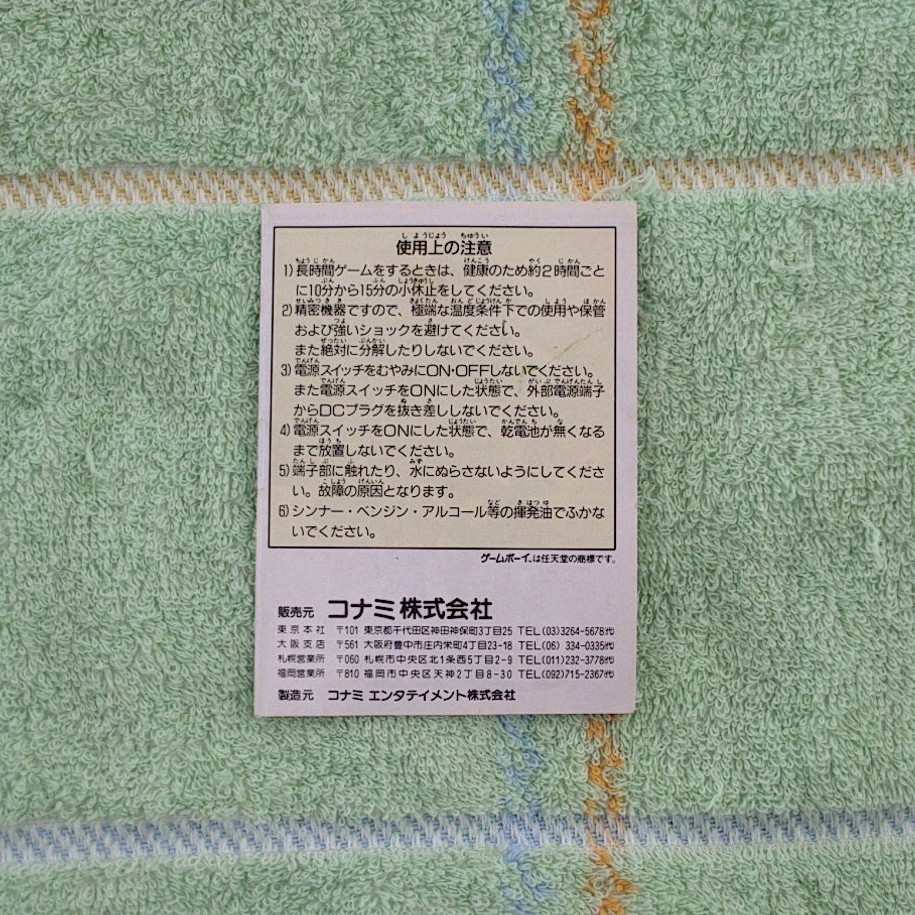 使用上の注意
1)長時間ゲームをするときは、健康のため約2時間ごと
に10分から15分の小休止をしてください。
2)精密機器ですので、極端な温度条件下での使用や保管
および強いショックを避けてください。
また絶対に分解したりしないでください。
3)電源スイッチをむやみにON・OFFしないでください。
また電源スイッチをONにした状態で、外部電源端子
からDCプラグを抜き差ししないでください。
4)電源スイッチをONにした状態で、乾電池が無くなる
まで放置しないでください。
5)端子部に触れたり、水にぬらさないようにしてくださ
い。故障の原因となります。
6)シンナー・ベンジン・アルコール等の揮発油でふかな
いでください。
ゲームボーイ™は任天堂の商標です。
販売元 コナミ株式会社
東京本社 〒101 東京都千代田区神田神保町3丁目25 TEL(03)3264-5678代
大阪支店 〒561 大阪府豊中市庄内栄町4丁目23-18 TEL(06) 334-0335代
札幌営業所 〒060 札幌市中央区北1条西5丁目2-9 TEL(011)232-3778代
福岡営業所 〒810 福岡市中央区天神2丁目8-30 TEL(092)715-2367代
製造元 コナミ エンタテイメント株式会社